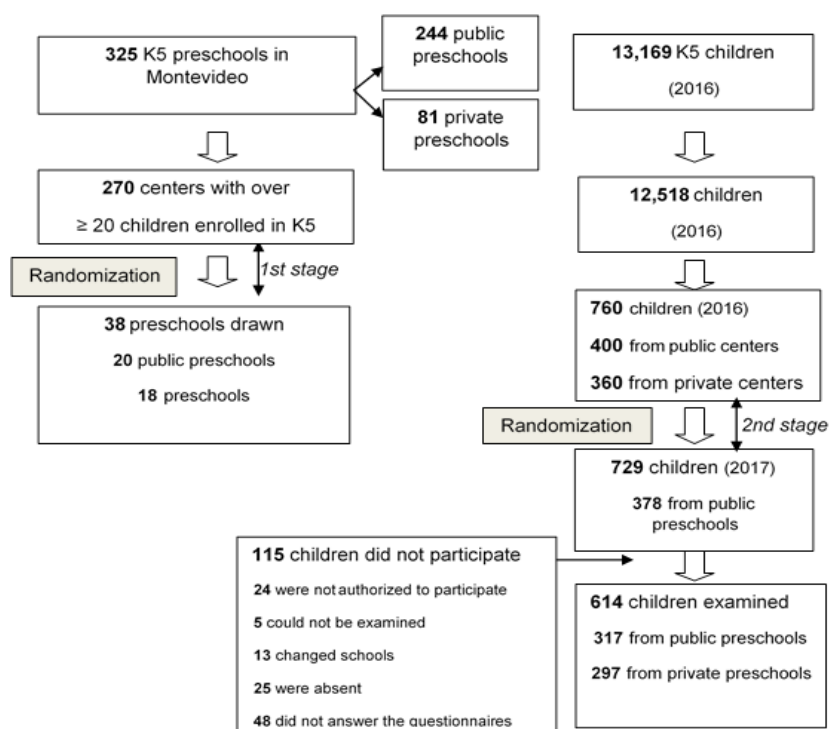 325 K5 preschools in
Montevideo
244 public
preschools
81 private
preschools
270 centers with over
≥ 20 children enrolled in K5
Randomization
1st stage
38 preschools drawn
20 public preschools
18 preschools
13,169 K5 children
(2016)
12,518 children
(2016)
760 children (2016)
400 from public centers
360 from private centers
Randomization
2nd stage
729 children (2017)
378 from public
preschools
115 children did not participate
24 were not authorized to participate
5 could not be examined
13 changed schools
25 were absent
48 did not answer the questionnaires
614 children examined
317 from public preschools
297 from private preschools